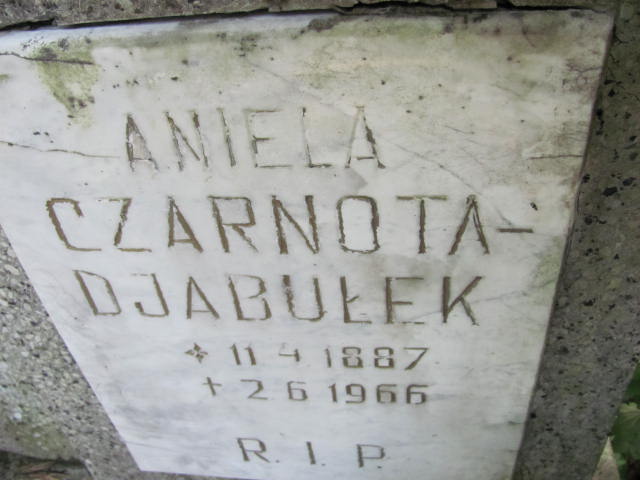 ANIELA
CZARNOTA-
DJABUŁEK
✧ 11 4 1887
† 2 6 1966
R. I. P.